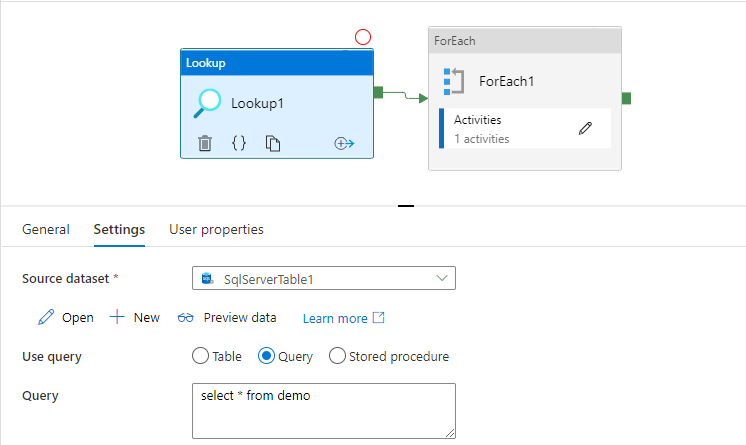 Lookup
Lookup1
{}
ForEach
ForEach1
Activities
1 activities
General Settings User properties
Source dataset * SqlServerTable1
Open New Preview data Learn more
Use query Table Query Stored procedure
Query select * from demo